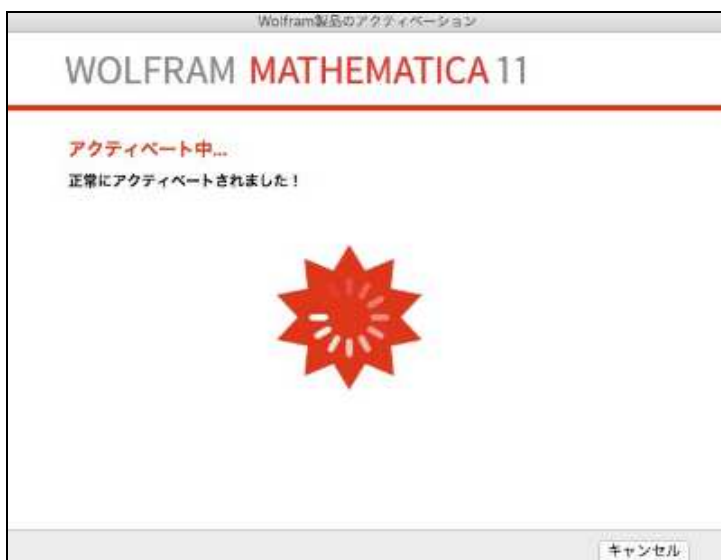 Wolfram製品のアクティベーション
WOLFRAM MATHEMATICA 11
アクティベート中...
正常にアクティベートされました！
キャンセル